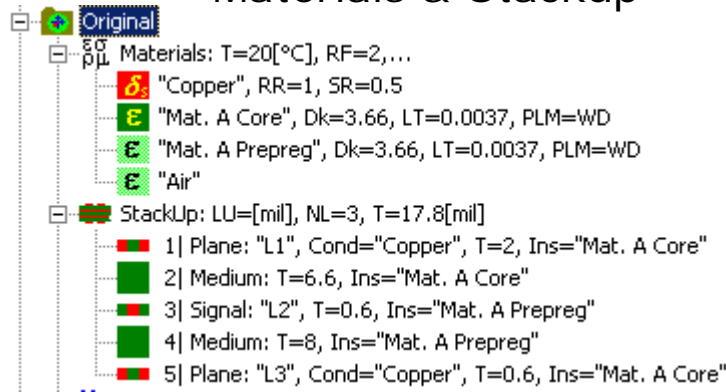 Materials & Stackup
Original
Materials: T=20[°C], RF=2,...
"Copper", RR=1, SR=0.5
"Mat. A Core", Dk=3.66, LT=0.0037, PLM=WD
"Mat. A Prepreg", Dk=3.66, LT=0.0037, PLM=WD
"Air"
StackUp: LU=[mil], NL=3, T=17.8[mil]
1| Plane: "L1", Cond="Copper", T=2, Ins="Mat. A Core"
2| Medium: T=6.6, Ins="Mat. A Core"
3| Signal: "L2", T=0.6, Ins="Mat. A Prepreg"
4| Medium: T=8, Ins="Mat. A Prepreg"
5| Plane: "L3", Cond="Copper", T=0.6, Ins="Mat. A Core"